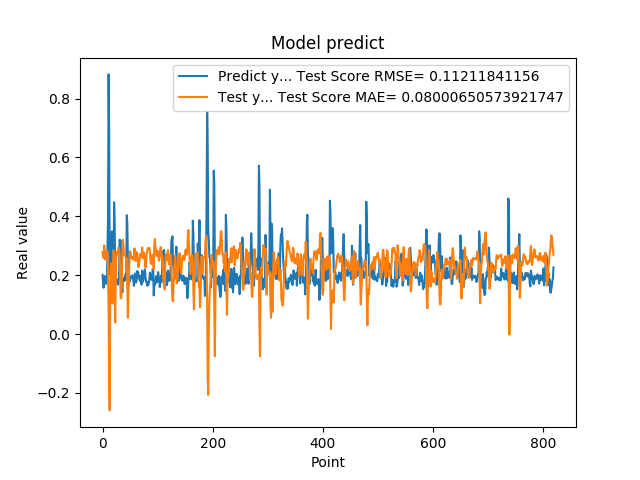 Model predict
Predict y... Test Score RMSE= 0.11211841156
Test y... Test Score MAE= 0.08000650573921747
0.8
0.6
0.4
0.2
0.0
−0.2
Real value
0 200 400 600 800
Point